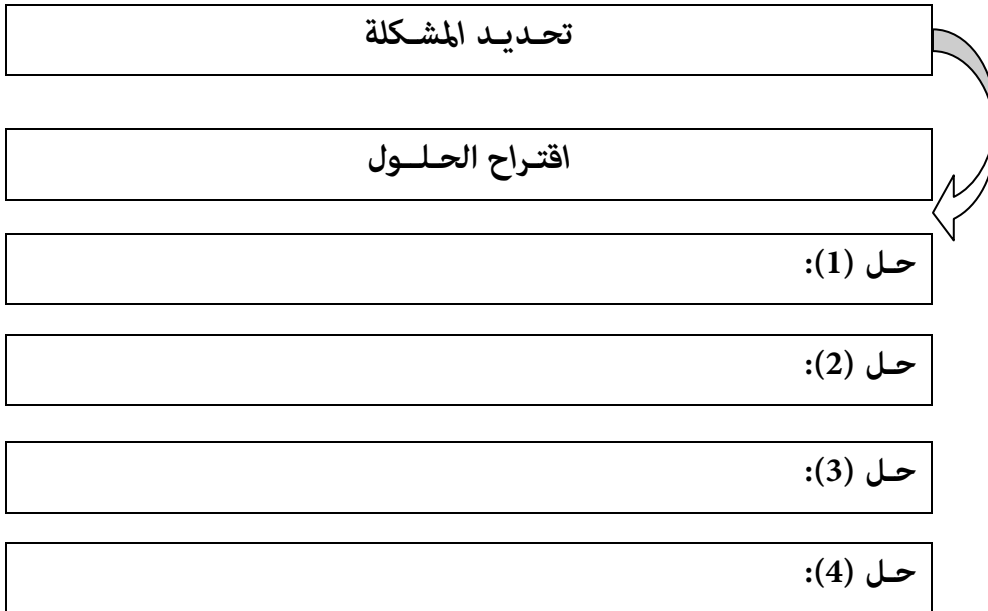 تحديد المشكلة
اقتراح الحلول
حل (1):
حل (2):
حل (3):
حل (4):